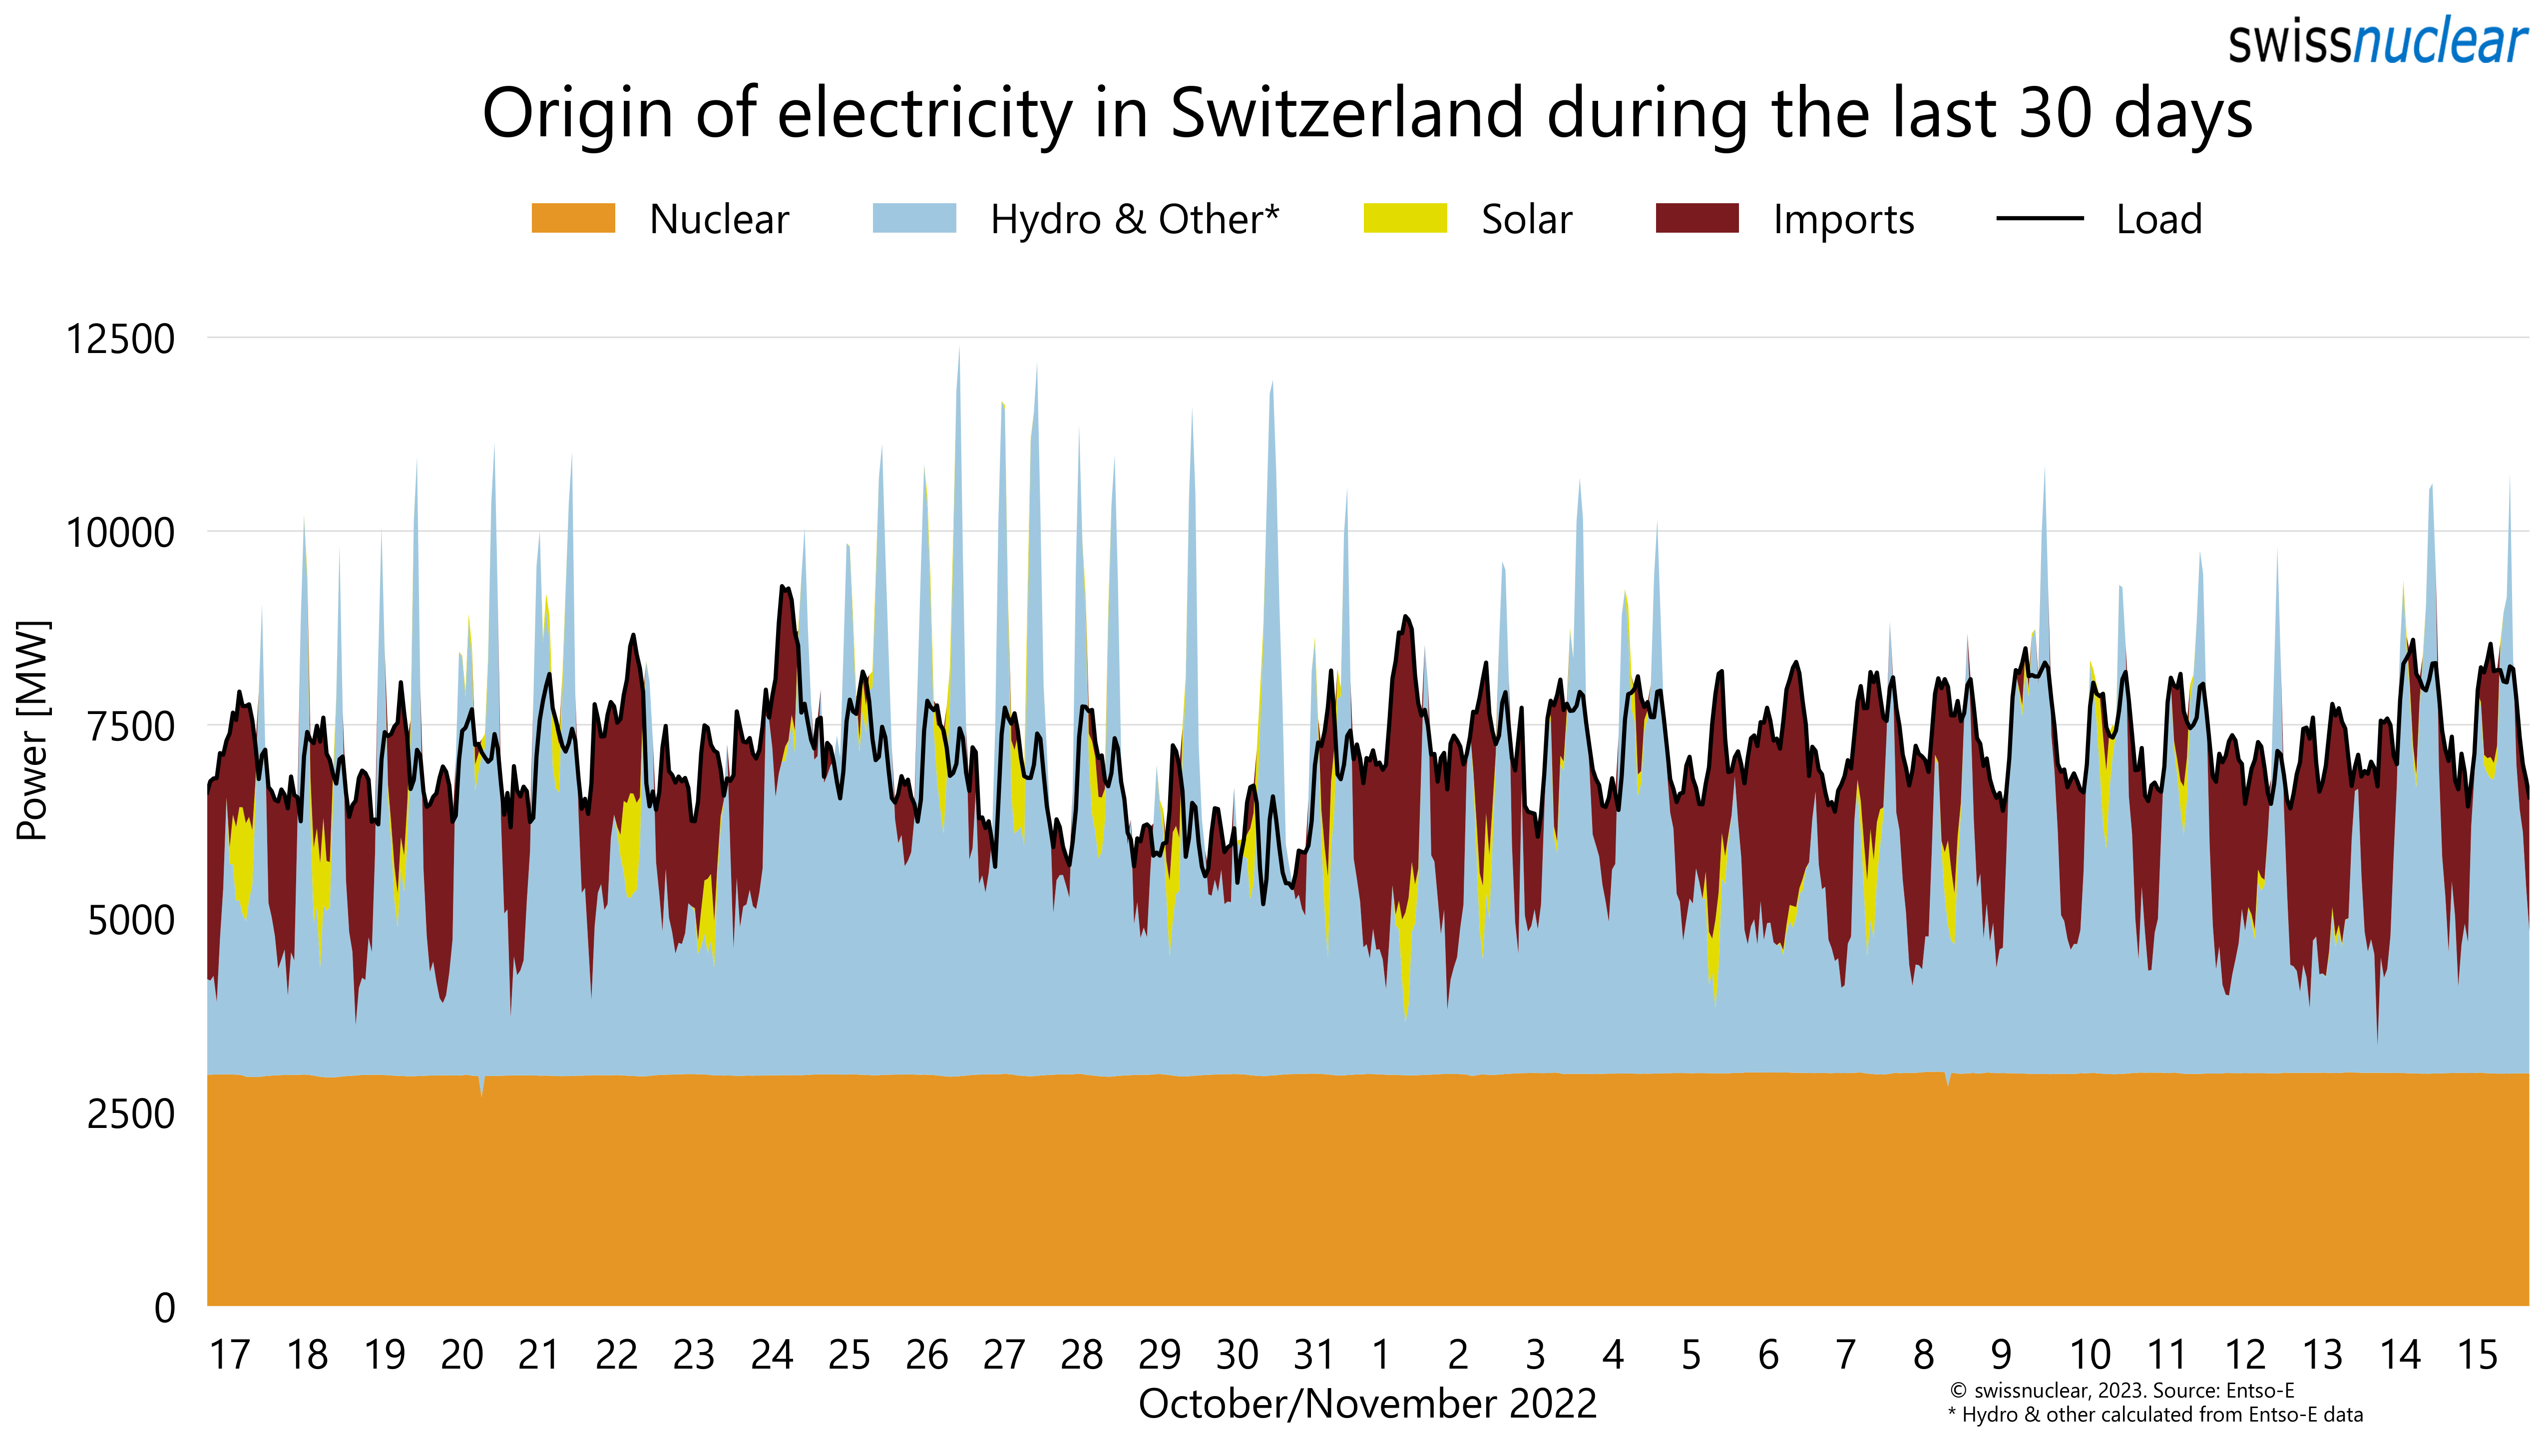 swissnuclear
Origin of electricity in Switzerland during the last 30 days
Nuclear Hydro & Other* Solar Imports Load
12500
10000
7500
5000
2500
0
Power [MW]
17 18 19 20 21 22 23 24 25 26 27 28 29 30 31 1 2 3 4 5 6 7 8 9 10 11 12 13 14 15
October/November 2022
© swissnuclear, 2023. Source: Entso-E
* Hydro & other calculated from Entso-E data